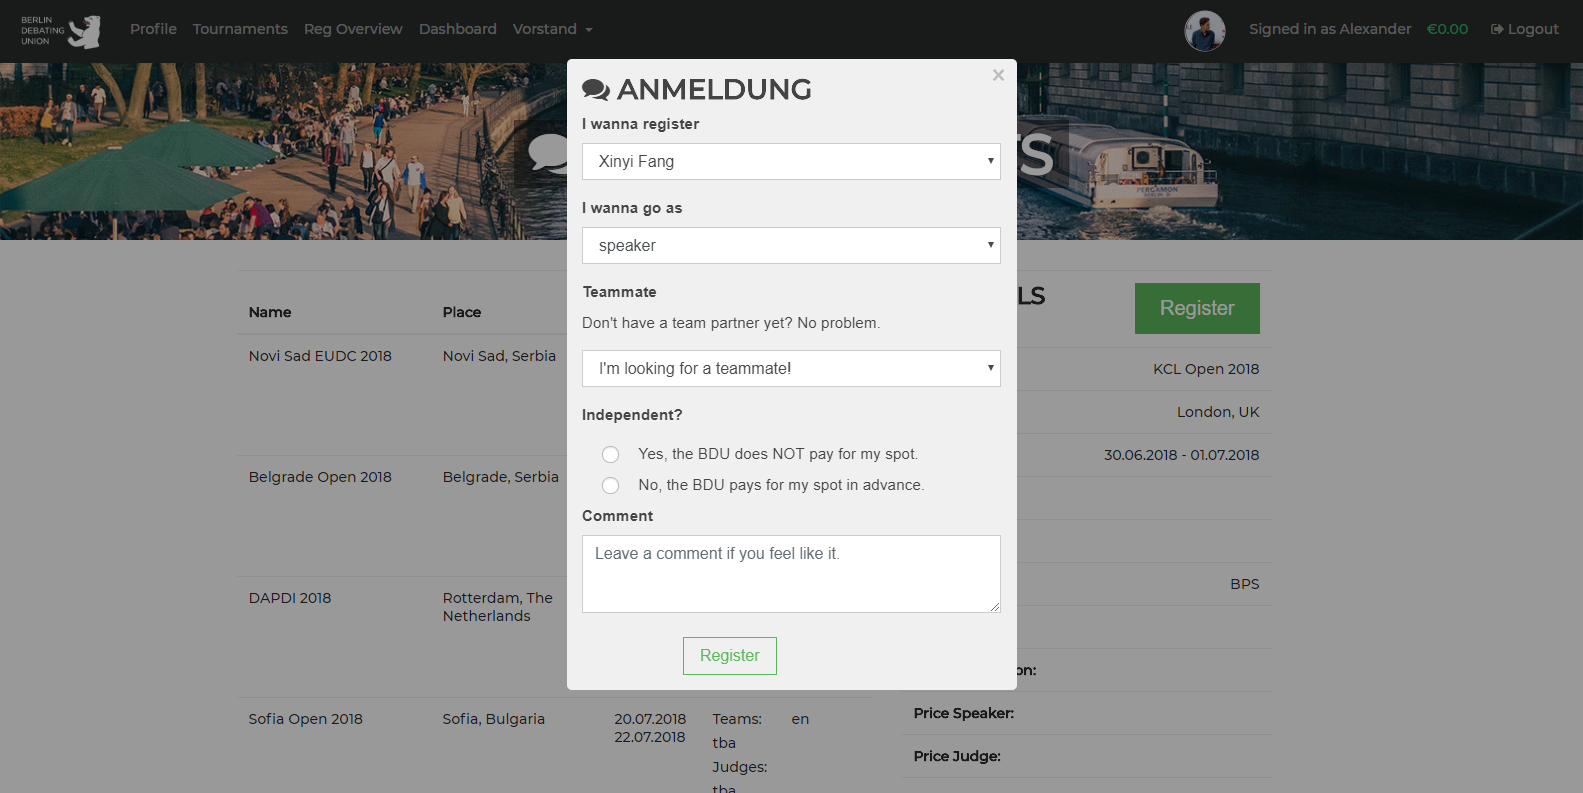 BERLIN
DEBATING
UNION
Profile Tournaments Reg Overview Dashboard Vorstand
Signed in as Alexander €0.00 Logout
ANMELDUNG ×
I wanna register
Xinyi Fang
I wanna go as
speaker
Teammate
Don't have a team partner yet? No problem.
I'm looking for a teammate!
Independent?
Yes, the BDU does NOT pay for my spot.
No, the BDU pays for my spot in advance.
Comment
Leave a comment if you feel like it.
Register
TS
PERGAMON
Name Place
Novi Sad EUDC 2018 Novi Sad, Serbia
Belgrade Open 2018 Belgrade, Serbia
DAPDI 2018 Rotterdam, The
Netherlands
Sofia Open 2018 Sofia, Bulgaria 20.07.2018 Teams: en
22.07.2018 tba
Judges:
tba
LS Register
KCL Open 2018
London, UK
30.06.2018 - 01.07.2018
BPS
on:
Price Speaker:
Price Judge: